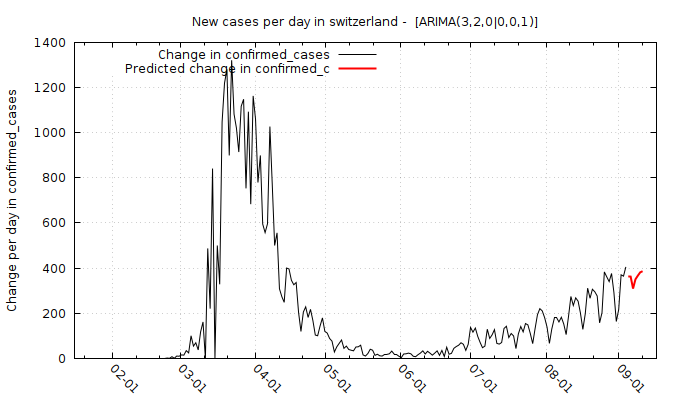 New cases per day in switzerland -  [ARIMA(3,2,0|0,0,1)]
Change in confirmed_cases
Predicted change in confirmed_c
Change per day in confirmed_cases
1400
1200
1000
800
600
400
200
0
02-01 03-01 04-01 05-01 06-01 07-01 08-01 09-01